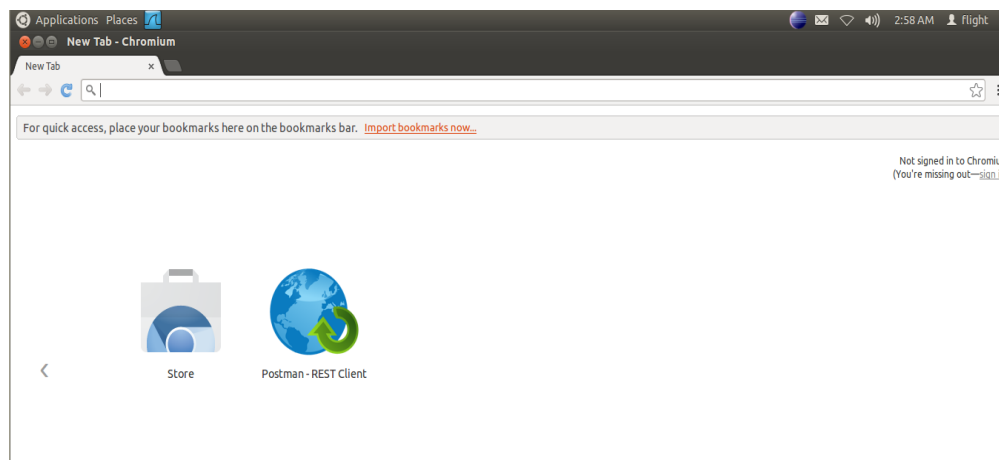 Applications Places 2:58 AM flight
New Tab - Chromium
New Tab
For quick access, place your bookmarks here on the bookmarks bar. Import bookmarks now...
Not signed in to Chromiu
(You're missing out—sign i
Store Postman - REST Client